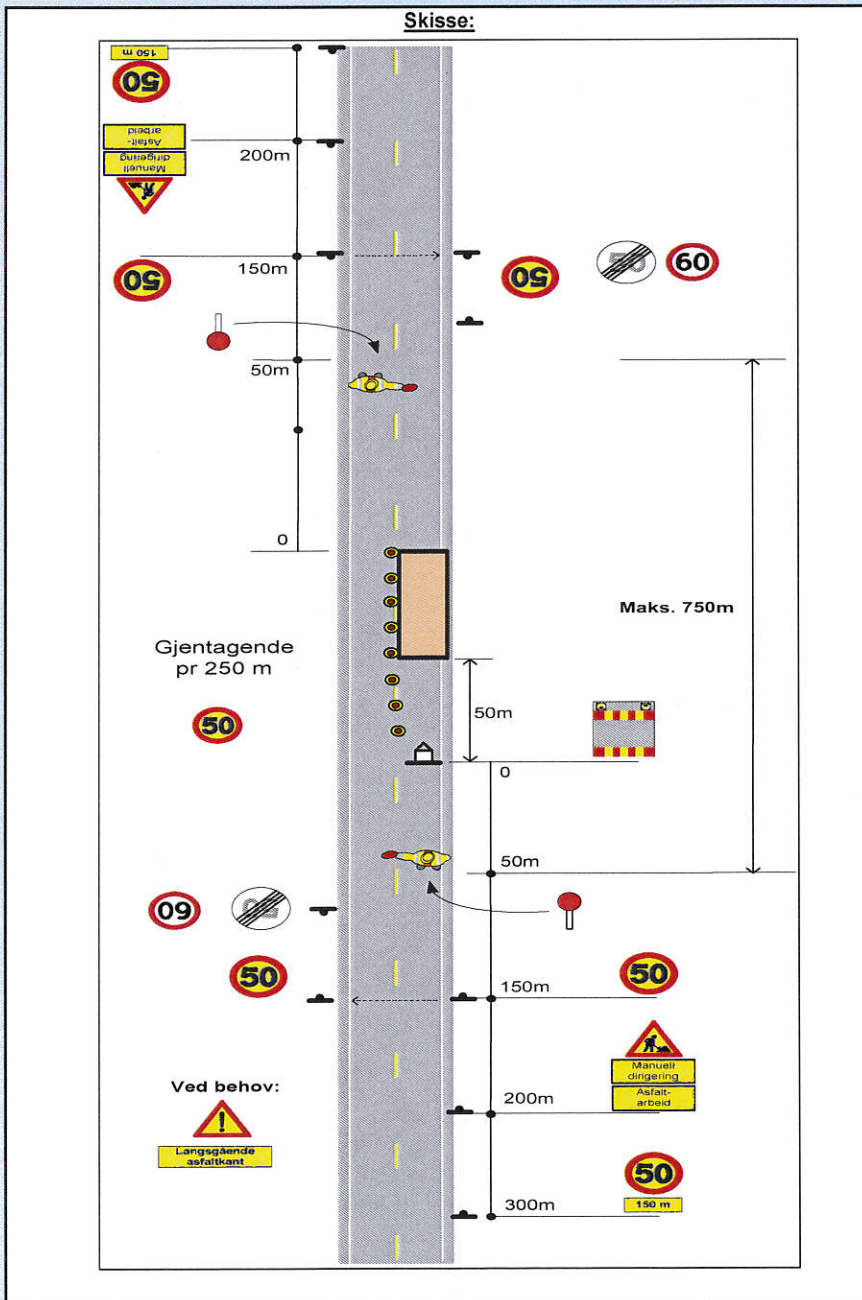 Skisse:
150 m
50
Asfalt-
arbeid
Manuell
dirigering
200m
50
150m
50
50
60
50m
0
Maks. 750m
Gjentagende
pr 250 m
50
50m
0
50m
60
50
50
150m
Manuell
dirigering
Asfalt-
arbeid
200m
Ved behov:
!
Langsgående
asfaltkant
50
150 m
300m